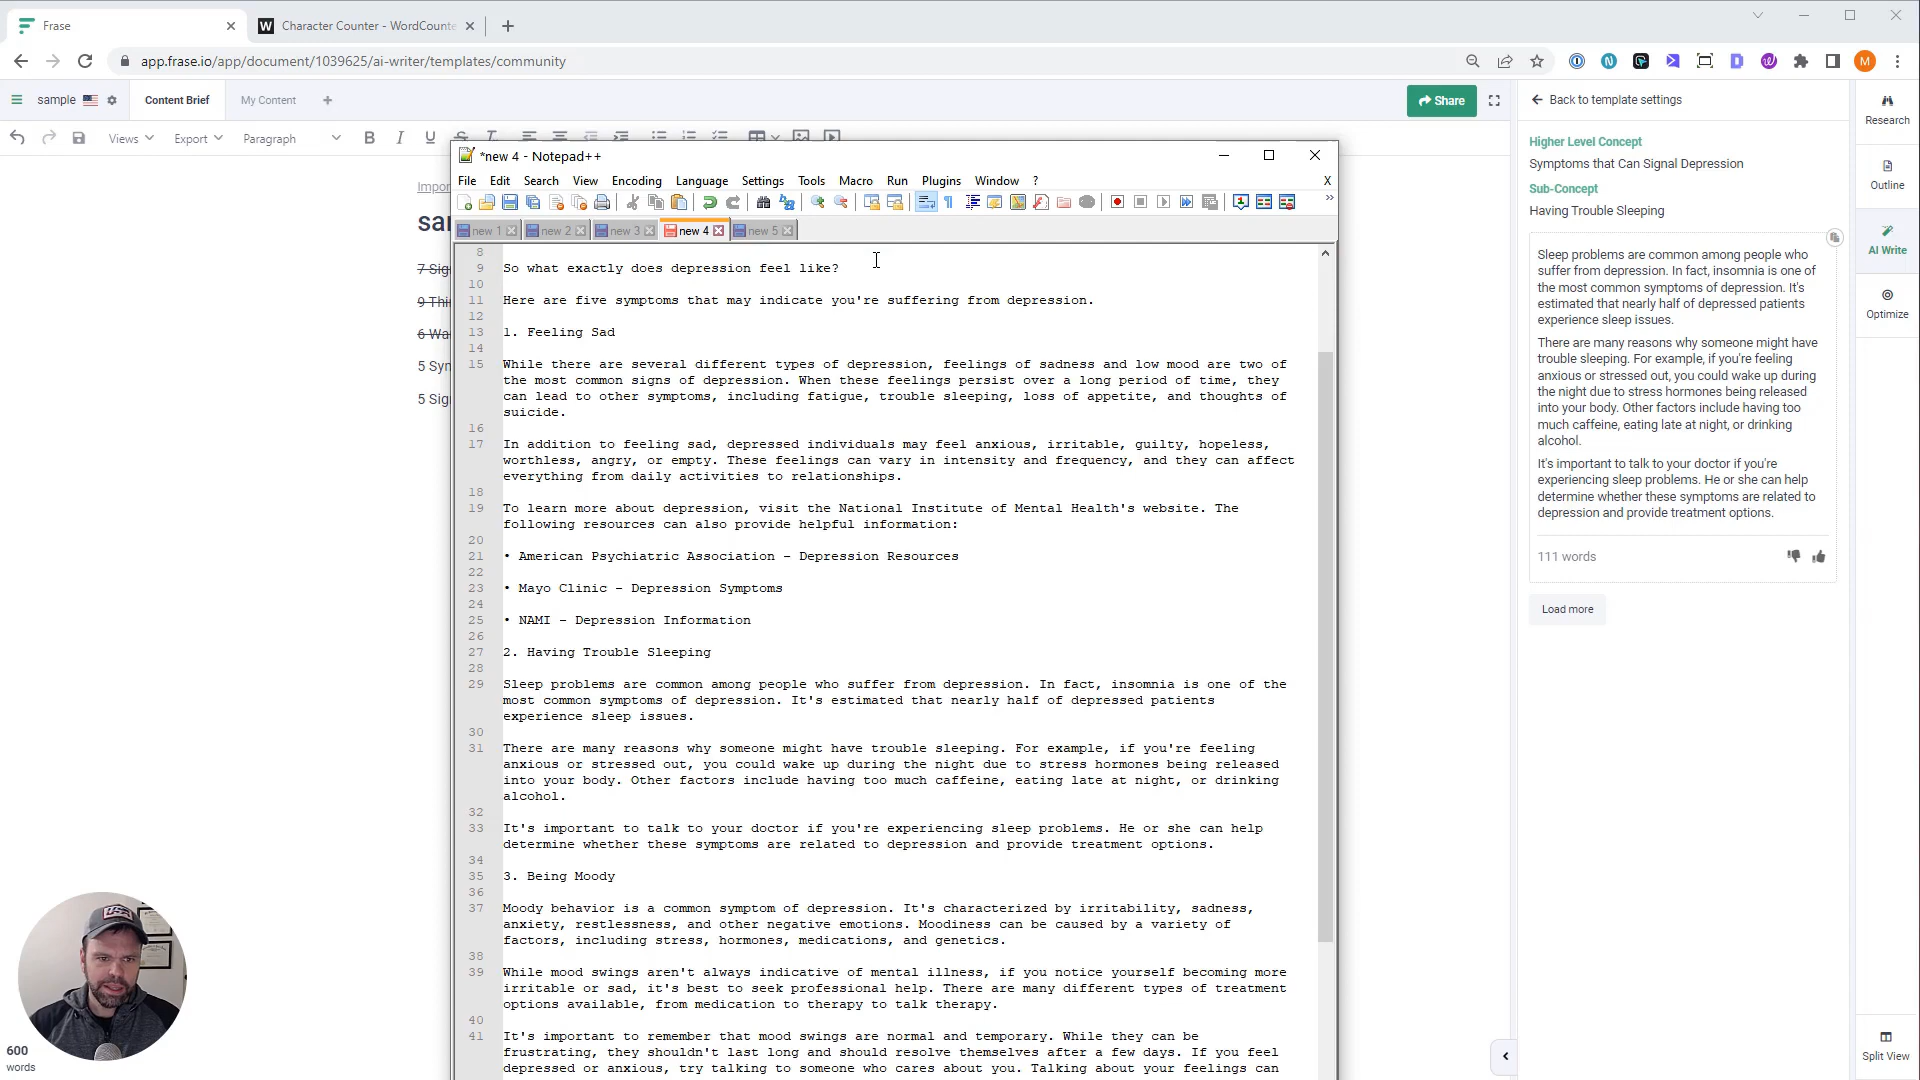 Frase
Character Counter - WordCounte
app.frase.io/app/document/1039625/ai-writer/templates/community
M
sample
Content Brief
My Content
Share
Back to template settings
Research
Views
Export
Paragraph
B I U
Higher Level Concept
Symptoms that Can Signal Depression
Sub-Concept
Having Trouble Sleeping
Outline
AI Write
Optimize
Split View
Impor
sa
7 Sig
9 Thi
6 Wa
5 Syn
5 Sig
*new 4 - Notepad++
File Edit Search View Encoding Language Settings Tools Macro Run Plugins Window ? X
new 1 new 2 new 3 new 4 new 5
8
9 So what exactly does depression feel like?
10
11 Here are five symptoms that may indicate you're suffering from depression.
12
13 1. Feeling Sad
14
15 While there are several different types of depression, feelings of sadness and low mood are two of
the most common signs of depression. When these feelings persist over a long period of time, they
can lead to other symptoms, including fatigue, trouble sleeping, loss of appetite, and thoughts of
suicide.
16
17 In addition to feeling sad, depressed individuals may feel anxious, irritable, guilty, hopeless,
worthless, angry, or empty. These feelings can vary in intensity and frequency, and they can affect
everything from daily activities to relationships.
18
19 To learn more about depression, visit the National Institute of Mental Health's website. The
following resources can also provide helpful information:
20
21 • American Psychiatric Association – Depression Resources
22
23 • Mayo Clinic – Depression Symptoms
24
25 • NAMI – Depression Information
26
27 2. Having Trouble Sleeping
28
29 Sleep problems are common among people who suffer from depression. In fact, insomnia is one of the
most common symptoms of depression. It's estimated that nearly half of depressed patients
experience sleep issues.
30
31 There are many reasons why someone might have trouble sleeping. For example, if you're feeling
anxious or stressed out, you could wake up during the night due to stress hormones being released
into your body. Other factors include having too much caffeine, eating late at night, or drinking
alcohol.
32
33 It's important to talk to your doctor if you're experiencing sleep problems. He or she can help
determine whether these symptoms are related to depression and provide treatment options.
34
35 3. Being Moody
36
37 Moody behavior is a common symptom of depression. It's characterized by irritability, sadness,
anxiety, restlessness, and other negative emotions. Moodiness can be caused by a variety of
factors, including stress, hormones, medications, and genetics.
38
39 While mood swings aren't always indicative of mental illness, if you notice yourself becoming more
irritable or sad, it's best to seek professional help. There are many different types of treatment
options available, from medication to therapy to talk therapy.
40
41 It's important to remember that mood swings are normal and temporary. While they can be
frustrating, they shouldn't last long and should resolve themselves after a few days. If you feel
depressed or anxious, try talking to someone who cares about you. Talking about your feelings can
Sleep problems are common among people who
suffer from depression. In fact, insomnia is one of
the most common symptoms of depression. It's
estimated that nearly half of depressed patients
experience sleep issues.
There are many reasons why someone might have
trouble sleeping. For example, if you're feeling
anxious or stressed out, you could wake up during
the night due to stress hormones being released
into your body. Other factors include having too
much caffeine, eating late at night, or drinking
alcohol.
It's important to talk to your doctor if you're
experiencing sleep problems. He or she can help
determine whether these symptoms are related to
depression and provide treatment options.
111 words
Load more
600
words